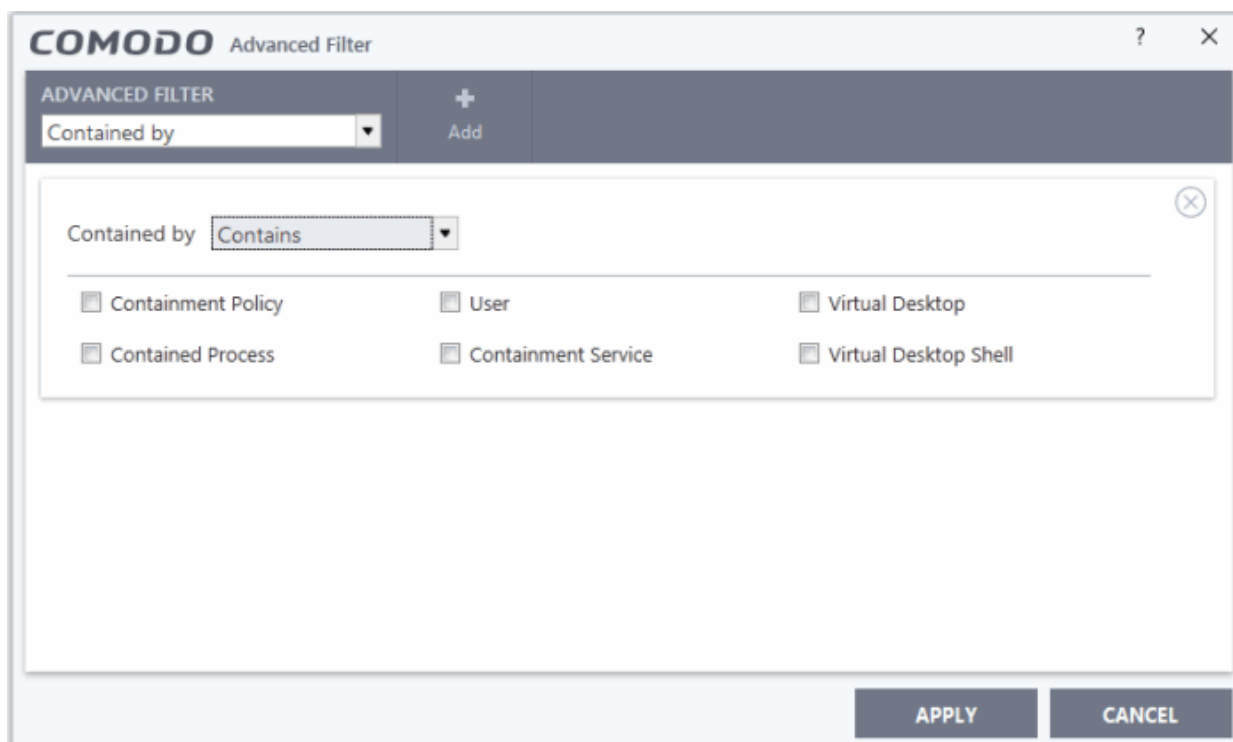 COMODO Advanced Filter ?
ADVANCED FILTER
Contained by
Add
Contained by Contains
Containment Policy User Virtual Desktop
Contained Process Containment Service Virtual Desktop Shell
APPLY CANCEL